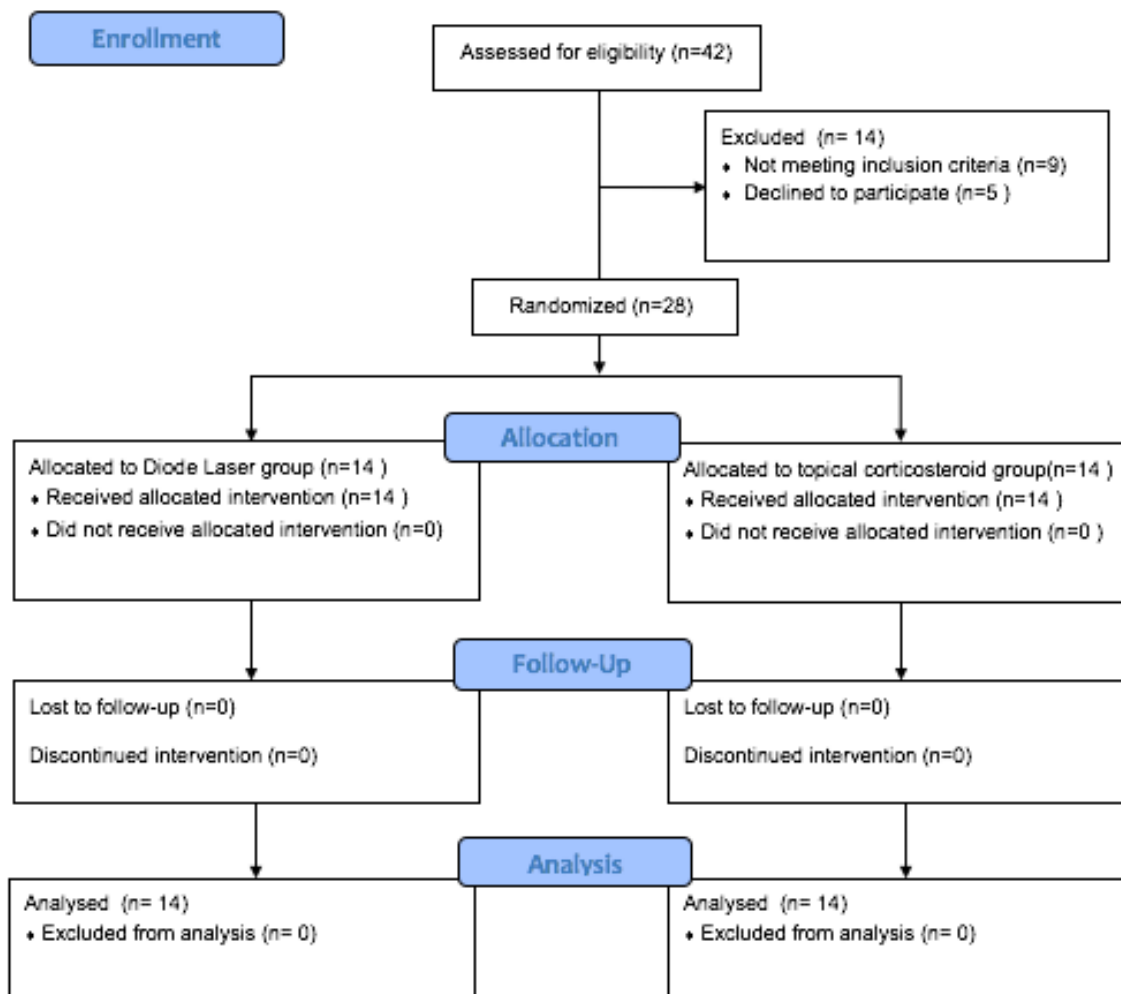 Enrollment
Assessed for eligibility (n=42)
Excluded (n= 14)
♦ Not meeting inclusion criteria (n=9)
♦ Declined to participate (n=5 )
Randomized (n=28)
Allocation
Allocated to Diode Laser group (n=14 )
♦ Received allocated intervention (n=14 )
♦ Did not receive allocated intervention (n=0)
Allocated to topical corticosteroid group(n=14 )
♦ Received allocated intervention (n=14 )
♦ Did not receive allocated intervention (n=0 )
Follow-Up
Lost to follow-up (n=0)
Discontinued intervention (n=0)
Lost to follow-up (n=0)
Discontinued intervention (n=0)
Analysis
Analysed (n= 14)
♦ Excluded from analysis (n= 0)
Analysed (n= 14)
♦ Excluded from analysis (n= 0)